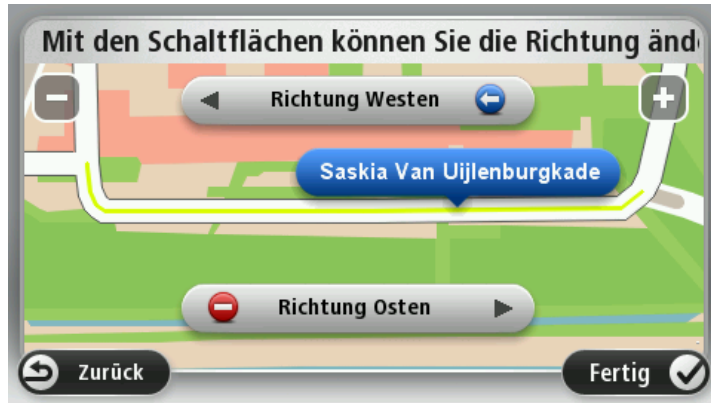 Mit den Schaltflächen können Sie die Richtung änd
Richtung Westen
Saskia Van Uijlenburgkade
Richtung Osten
Zurück
Fertig